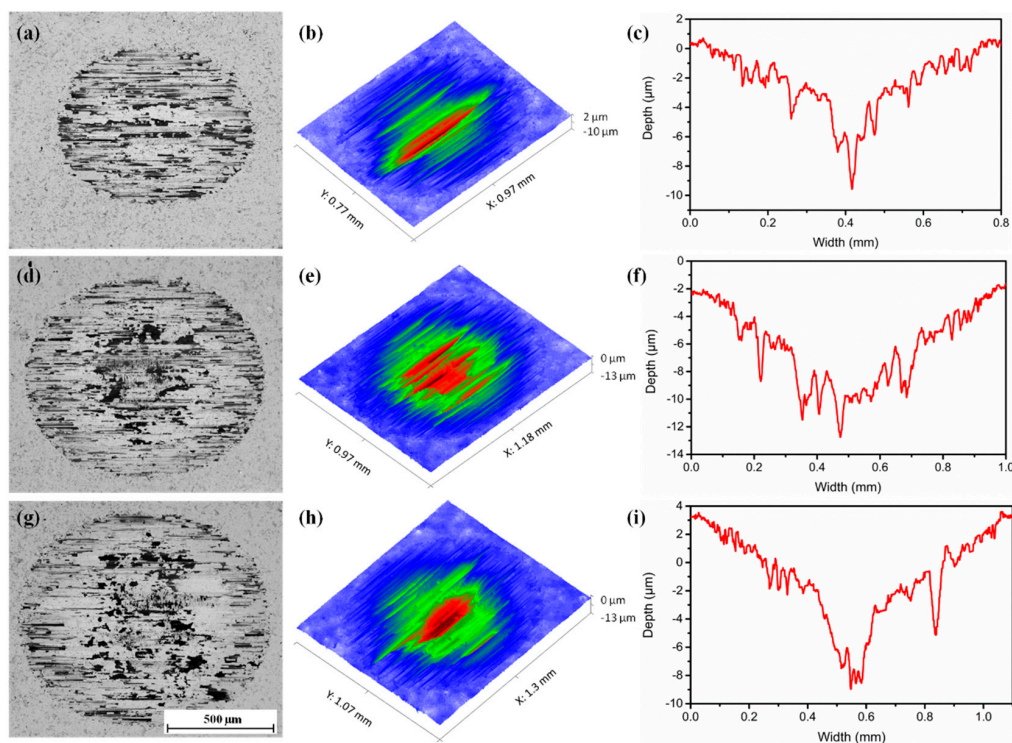 (a)
(b)
2 μm
-10 μm
Y: 0.77 mm
X: 0.97 mm
(c)
Depth (μm)
2
0
-2
-4
-6
-8
-10
0.0 0.2 0.4 0.6 0.8
Width (mm)
(d)
(e)
0 μm
-13 μm
Y: 0.97 mm
X: 1.18 mm
(f)
Depth (μm)
0
-2
-4
-6
-8
-10
-12
-14
0.0 0.2 0.4 0.6 0.8 1.0
Width (mm)
(g)
500 μm
(h)
0 μm
-13 μm
Y: 1.07 mm
X: 1.3 mm
(i)
Depth (μm)
4
2
0
-2
-4
-6
-8
-10
0.0 0.2 0.4 0.6 0.8 1.0
Width (mm)